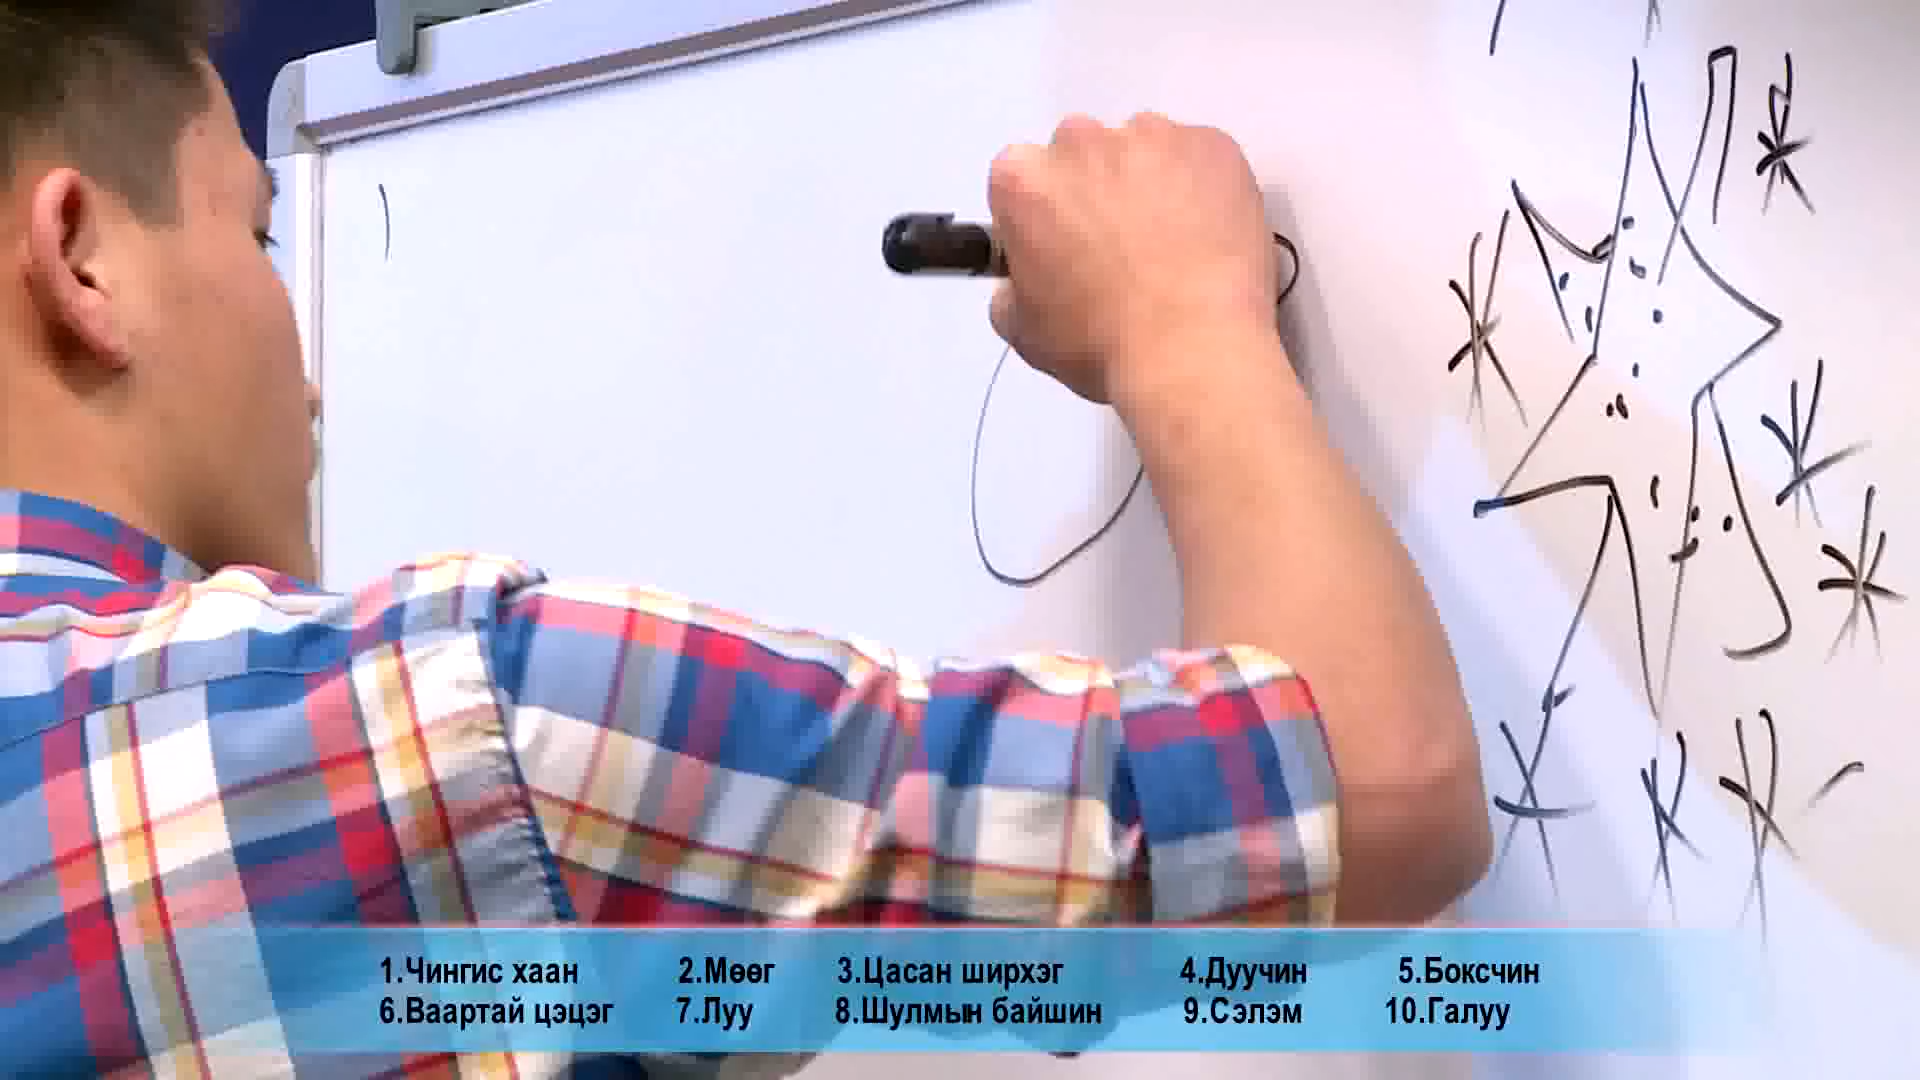 1.Чингис хаан 2.Мөөг 3.Цасан ширхэг 4.Дуучин 5.Боксчин
6.Ваартай цэцэг 7.Луу 8.Шулмын байшин 9.Сэлэм 10.Галуу